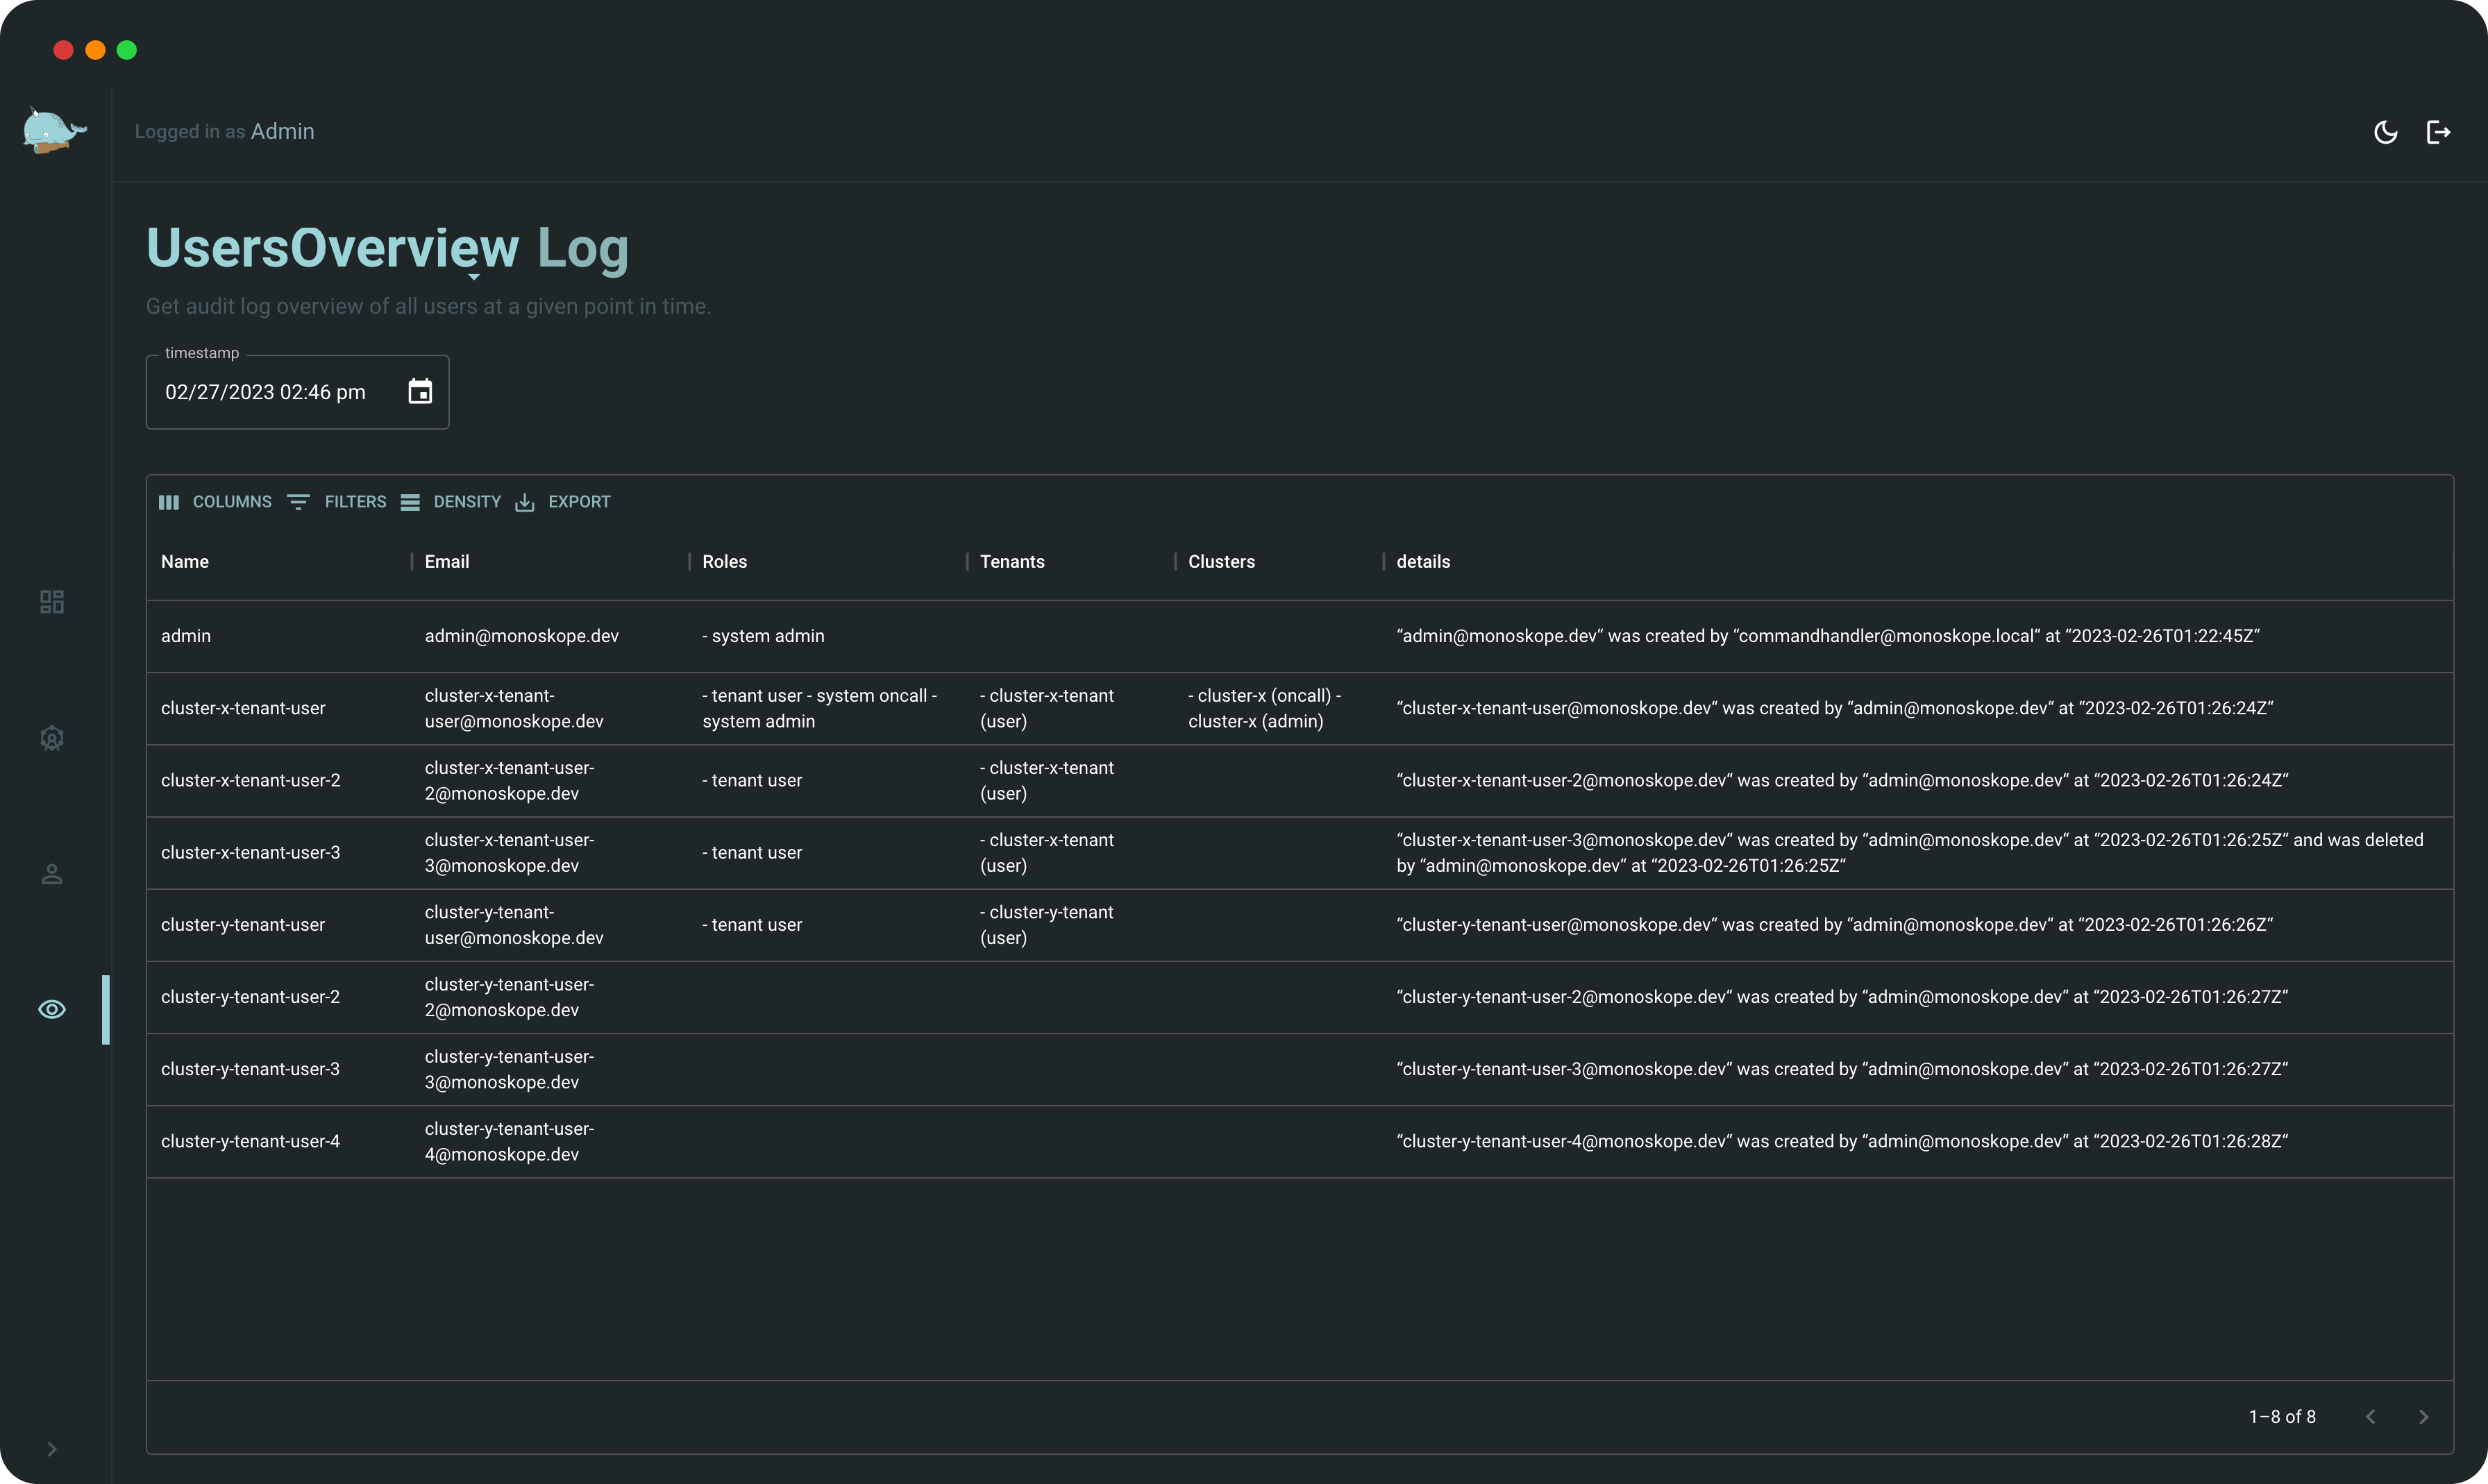 Logged in as Admin
UsersOverview Log
Get audit log overview of all users at a given point in time.
timestamp
02/27/2023 02:46 pm
COLUMNS FILTERS DENSITY EXPORT
Name Email Roles Tenants Clusters details
admin admin@monoskope.dev - system admin “admin@monoskope.dev“ was created by “commandhandler@monoskope.local“ at “2023-02-26T01:22:45Z“
cluster-x-tenant-user
cluster-x-tenant-
user@monoskope.dev
- tenant user - system oncall -
system admin
- cluster-x-tenant
(user)
- cluster-x (oncall) -
cluster-x (admin)
“cluster-x-tenant-user@monoskope.dev“ was created by “admin@monoskope.dev“ at “2023-02-26T01:26:24Z“
cluster-x-tenant-user-2
cluster-x-tenant-user-
2@monoskope.dev
- tenant user
- cluster-x-tenant
(user)
“cluster-x-tenant-user-2@monoskope.dev“ was created by “admin@monoskope.dev“ at “2023-02-26T01:26:24Z“
cluster-x-tenant-user-3
cluster-x-tenant-user-
3@monoskope.dev
- tenant user
- cluster-x-tenant
(user)
“cluster-x-tenant-user-3@monoskope.dev“ was created by “admin@monoskope.dev“ at “2023-02-26T01:26:25Z“ and was deleted
by “admin@monoskope.dev“ at “2023-02-26T01:26:25Z“
cluster-y-tenant-user
cluster-y-tenant-
user@monoskope.dev
- tenant user
- cluster-y-tenant
(user)
“cluster-y-tenant-user@monoskope.dev“ was created by “admin@monoskope.dev“ at “2023-02-26T01:26:26Z“
cluster-y-tenant-user-2
cluster-y-tenant-user-
2@monoskope.dev
“cluster-y-tenant-user-2@monoskope.dev“ was created by “admin@monoskope.dev“ at “2023-02-26T01:26:27Z“
cluster-y-tenant-user-3
cluster-y-tenant-user-
3@monoskope.dev
“cluster-y-tenant-user-3@monoskope.dev“ was created by “admin@monoskope.dev“ at “2023-02-26T01:26:27Z“
cluster-y-tenant-user-4
cluster-y-tenant-user-
4@monoskope.dev
“cluster-y-tenant-user-4@monoskope.dev“ was created by “admin@monoskope.dev“ at “2023-02-26T01:26:28Z“
1–8 of 8